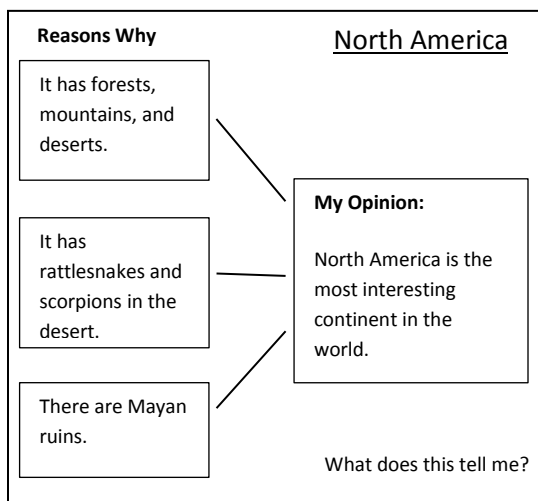 Reasons Why
North America
It has forests,
mountains, and
deserts.
It has
rattlesnakes and
scorpions in the
desert.
There are Mayan
ruins.
My Opinion:
North America is the
most interesting
continent in the
world.
What does this tell me?